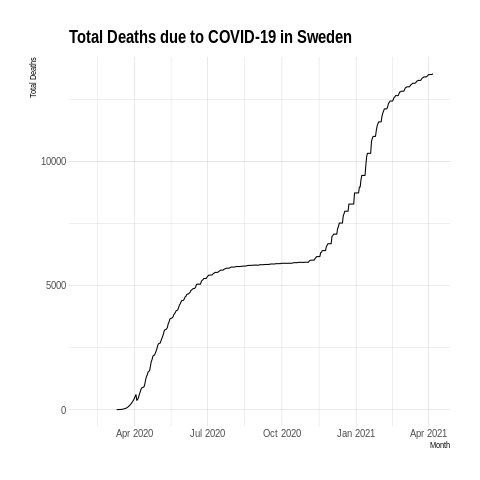 Total Deaths due to COVID-19 in Sweden
Total Deaths
10000
5000
0
Apr 2020 Jul 2020 Oct 2020 Jan 2021 Apr 2021
Month